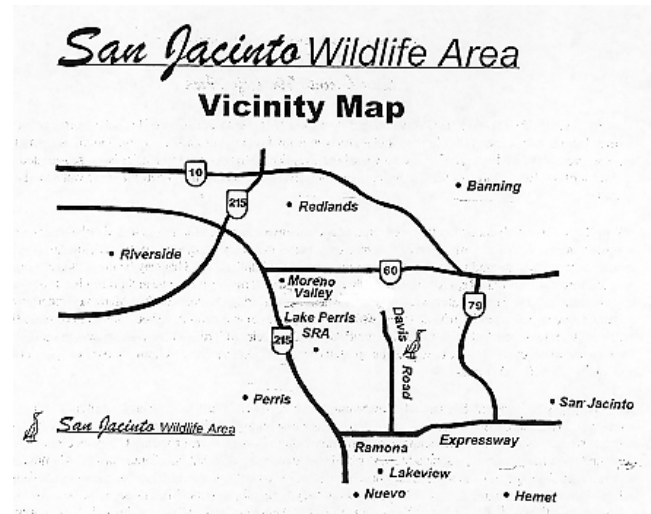 San Jacinto Wildlife Area
Vicinity Map
10
Banning
215
Redlands
Riverside
60
Moreno
Valley
79
Lake Perris
SRA
Davis Road
215
Perris
San Jacinto
San Jacinto Wildlife Area
Ramona Expressway
Lakeview
Nuevo
Hemet